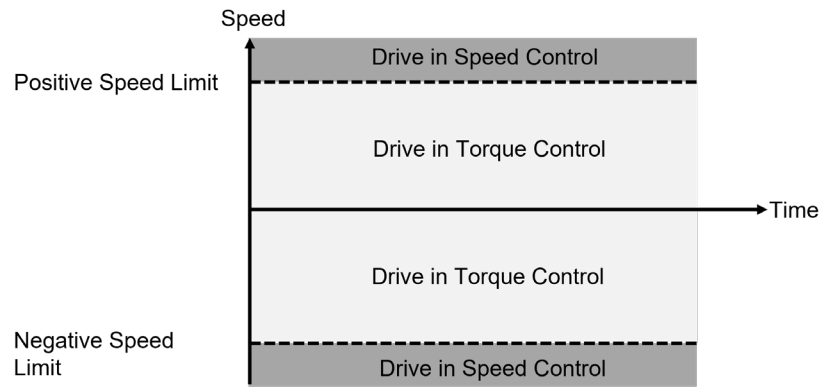 Speed
Drive in Speed Control
Positive Speed Limit
Drive in Torque Control
Time
Drive in Torque Control
Negative Speed
Limit
Drive in Speed Control